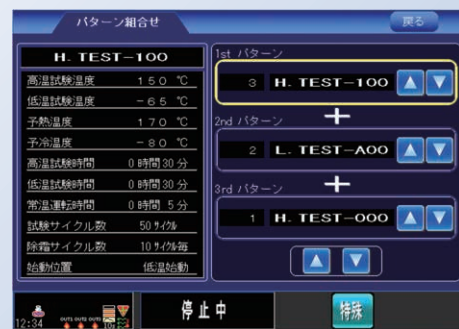 パターン組合せ
戻る
H. TEST-100
高温試験温度 150 ℃
低温試験温度 -65 ℃
予熱温度 170 ℃
予冷温度 -80 ℃
高温試験時間 0時間30分
低温試験時間 0時間30分
常温運転時間 0時間 5分
試験サイクル数 50サイクル
除霜サイクル数 10サイクル毎
始動位置 低温始動
1st パターン
3 H. TEST-100
+
2nd パターン
2 L. TEST-A00
+
3rd パターン
1 H. TEST-000
12:34
OUT1 OUT2 OUT3
停止中
特殊